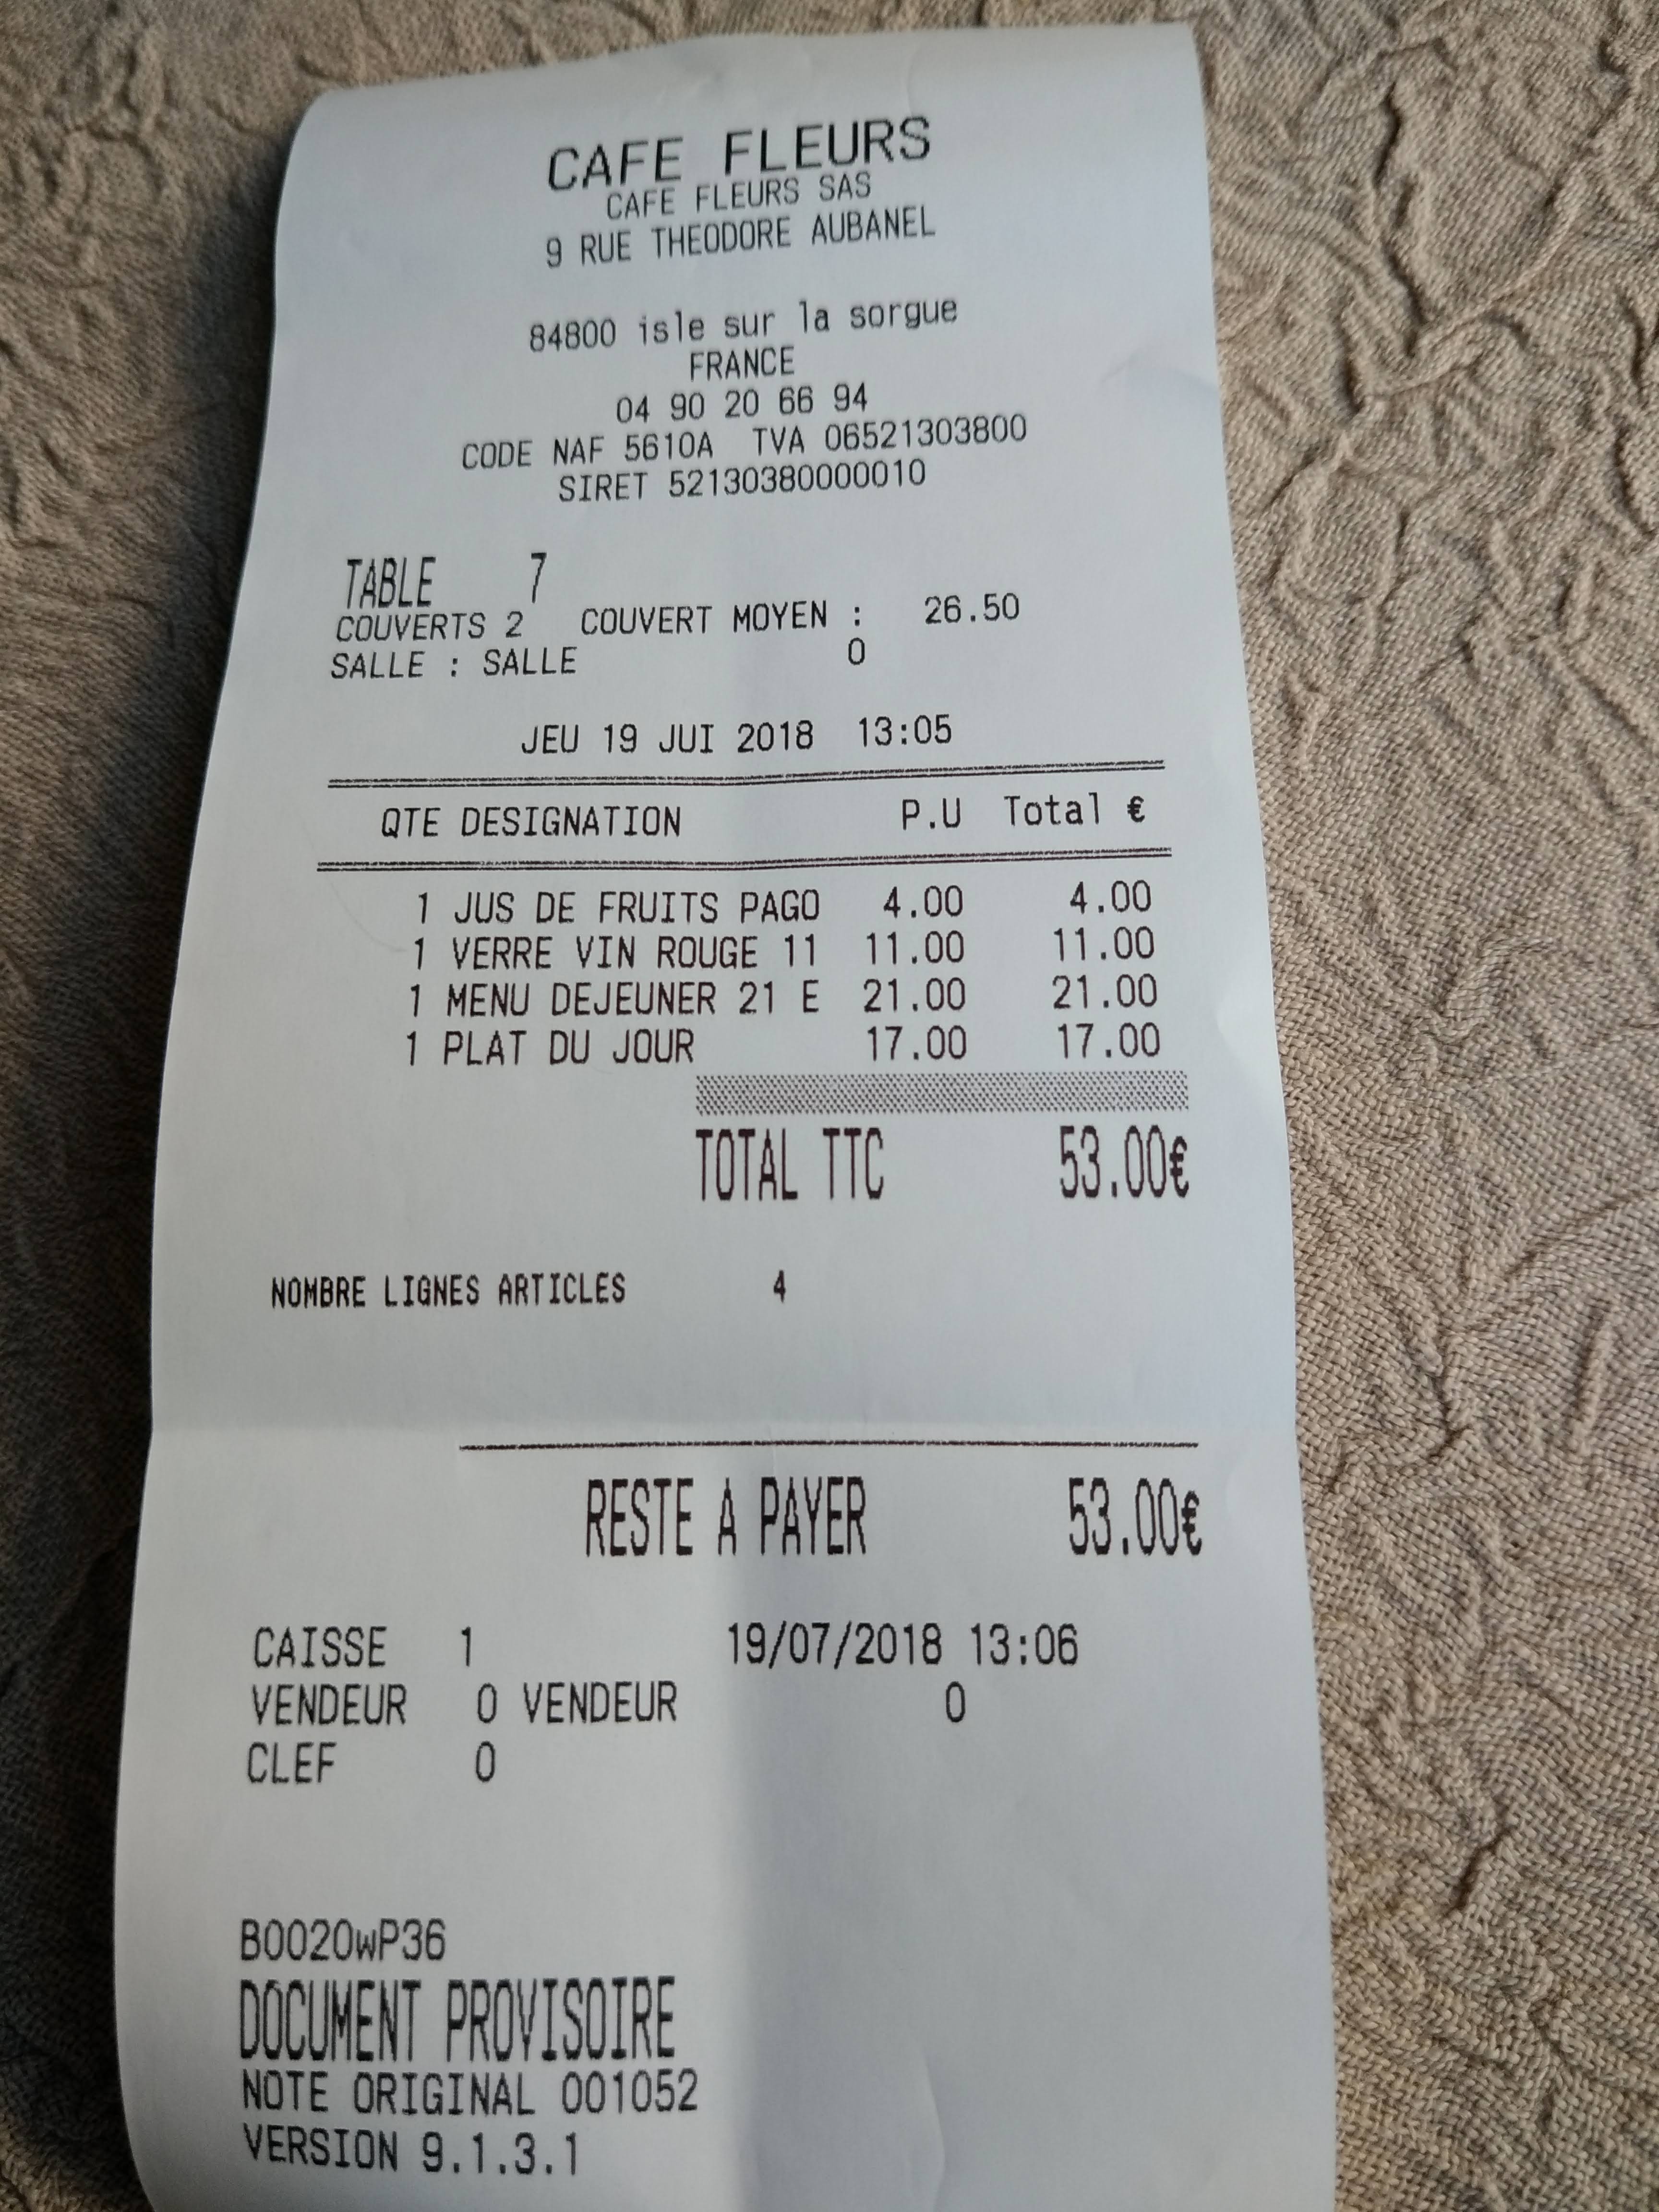 CAFE FLEURS
CAFE FLEURS SAS
9 RUE THEODORE AUBANEL
84800 isle sur la sorgue
FRANCE
04 90 20 66 94
CODE NAF 5610A TVA 06521303800
SIRET 52130380000010
TABLE 7
COUVERTS 2 COUVERT MOYEN : 26.50
SALLE : SALLE 0
JEU 19 JUI 2018 13:05
QTE DESIGNATION P.U Total €
1 JUS DE FRUITS PAGO 4.00 4.00
1 VERRE VIN ROUGE 11 11.00 11.00
1 MENU DEJEUNER 21 E 21.00 21.00
1 PLAT DU JOUR 17.00 17.00
TOTAL TTC 53.00€
NOMBRE LIGNES ARTICLES 4
RESTE A PAYER 53.00€
CAISSE 1 19/07/2018 13:06
VENDEUR 0 VENDEUR 0
CLEF 0
B0020wP36
DOCUMENT PROVISOIRE
NOTE ORIGINAL 001052
VERSION 9.1.3.1